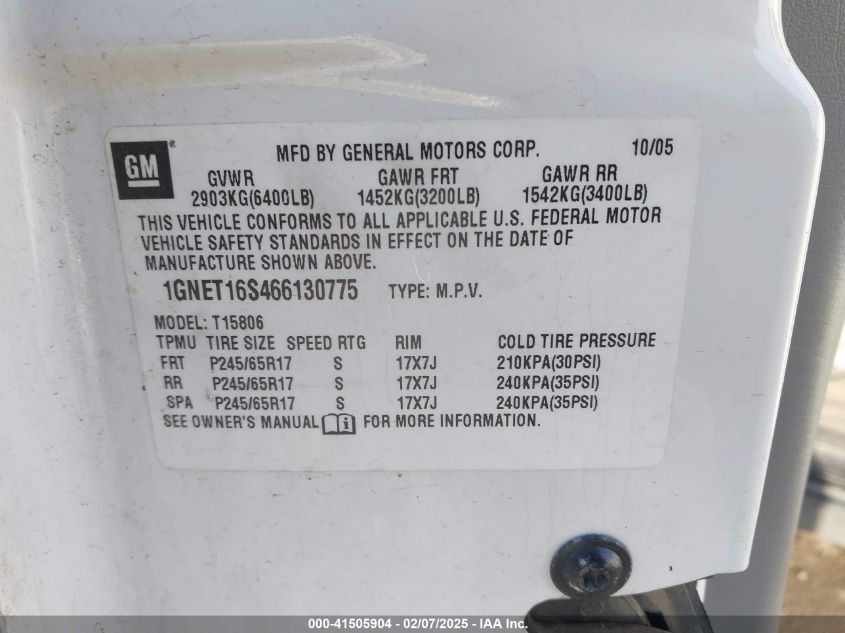 GM
MFD BY GENERAL MOTORS CORP. 10/05
GVWR GAWR FRT GAWR RR
2903KG(6400LB) 1452KG(3200LB) 1542KG(3400LB)
THIS VEHICLE CONFORMS TO ALL APPLICABLE U.S. FEDERAL MOTOR
VEHICLE SAFETY STANDARDS IN EFFECT ON THE DATE OF
MANUFACTURE SHOWN ABOVE.
1GNET16S466130775 TYPE: M.P.V.
MODEL: T15806
TPMU TIRE SIZE SPEED RTG RIM COLD TIRE PRESSURE
FRT P245/65R17 S 17X7J 210KPA(30PSI)
RR P245/65R17 S 17X7J 240KPA(35PSI)
SPA P245/65R17 S 17X7J 240KPA(35PSI)
SEE OWNER'S MANUAL FOR MORE INFORMATION.
000-41505904 - 02/07/2025 - IAA Inc.